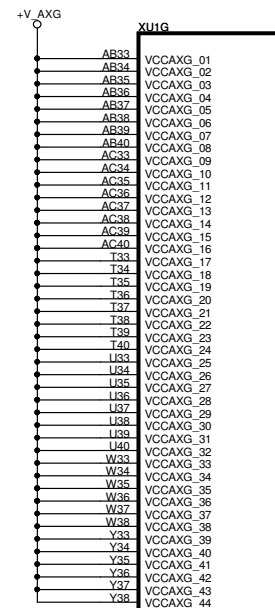 +V_AXG
XU1G
AB33 VCCAXG_01
AB34 VCCAXG_02
AB35 VCCAXG_03
AB36 VCCAXG_04
AB37 VCCAXG_05
AB38 VCCAXG_06
AB39 VCCAXG_07
AB40 VCCAXG_08
AC33 VCCAXG_09
AC34 VCCAXG_10
AC35 VCCAXG_11
AC36 VCCAXG_12
AC37 VCCAXG_13
AC38 VCCAXG_14
AC39 VCCAXG_15
AC40 VCCAXG_16
T33 VCCAXG_17
T34 VCCAXG_18
T35 VCCAXG_19
T36 VCCAXG_20
T37 VCCAXG_21
T38 VCCAXG_22
T39 VCCAXG_23
T40 VCCAXG_24
U33 VCCAXG_25
U34 VCCAXG_26
U35 VCCAXG_27
U36 VCCAXG_28
U37 VCCAXG_29
U38 VCCAXG_30
U39 VCCAXG_31
U40 VCCAXG_32
W33 VCCAXG_33
W34 VCCAXG_34
W35 VCCAXG_35
W36 VCCAXG_36
W37 VCCAXG_37
W38 VCCAXG_38
Y33 VCCAXG_39
Y34 VCCAXG_40
Y35 VCCAXG_41
Y36 VCCAXG_42
Y37 VCCAXG_43
Y38 VCCAXG_44